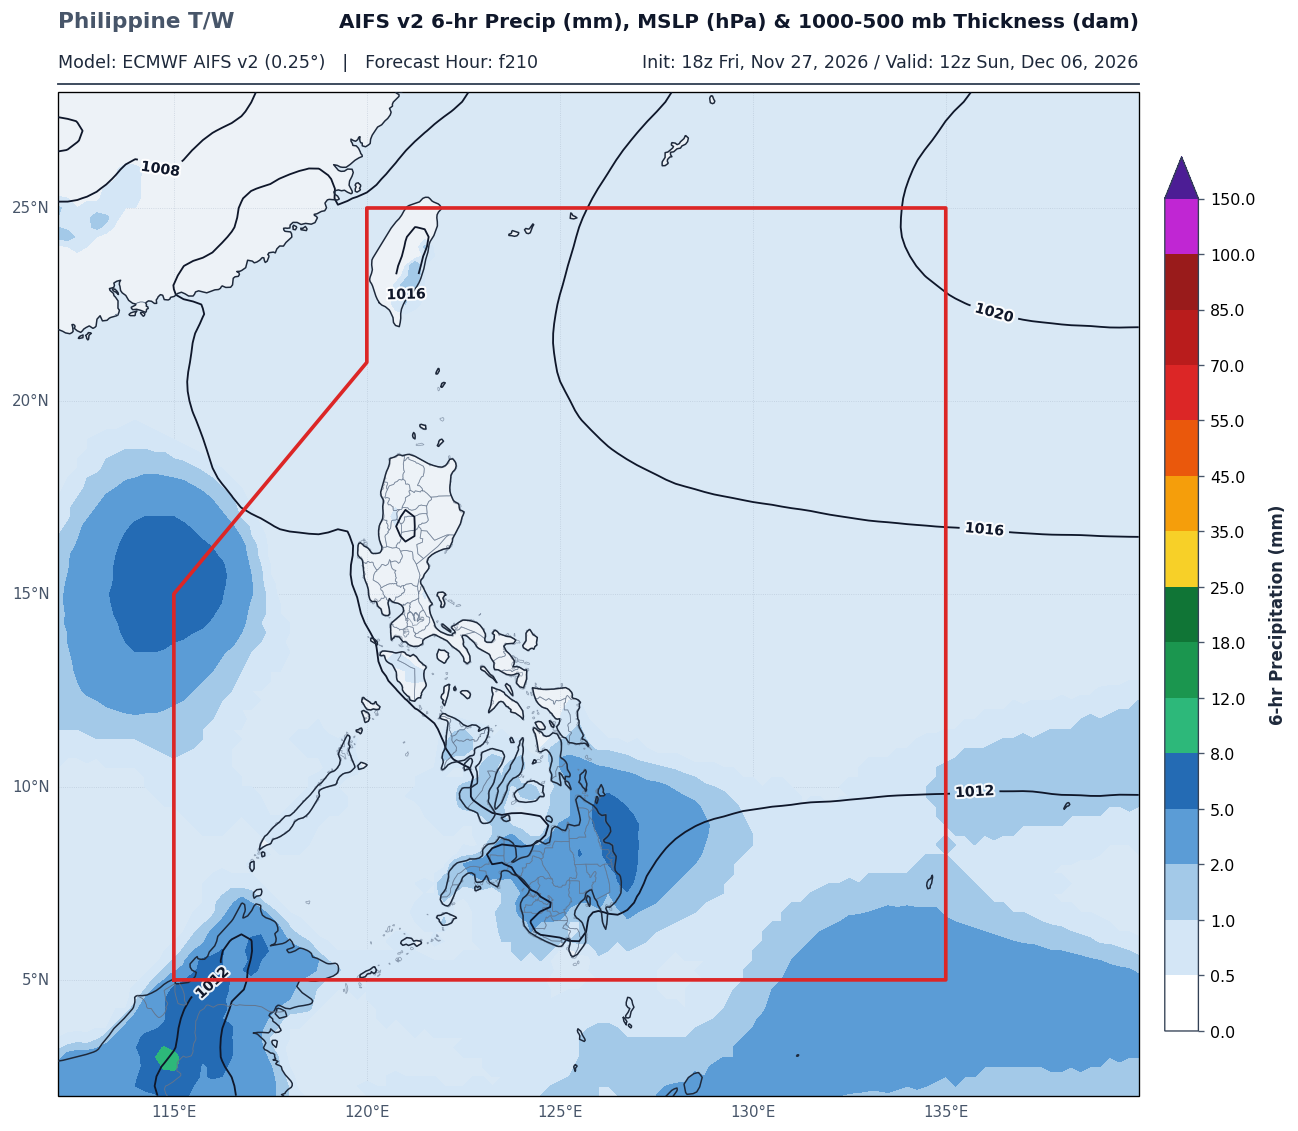 Philippine T/W
AIFS v2 6-hr Precip (mm), MSLP (hPa) & 1000-500 mb Thickness (dam)
Model: ECMWF AIFS v2 (0.25°)   |   Forecast Hour: f210
Init: 18z Fri, Nov 27, 2026 / Valid: 12z Sun, Dec 06, 2026
1008
25°N
1016
1020
20°N
1016
15°N
10°N
1012
5°N
1012
115°E
120°E
125°E
130°E
135°E
150.0
100.0
85.0
70.0
55.0
45.0
35.0
25.0
18.0
12.0
8.0
5.0
2.0
1.0
0.5
0.0
6-hr Precipitation (mm)